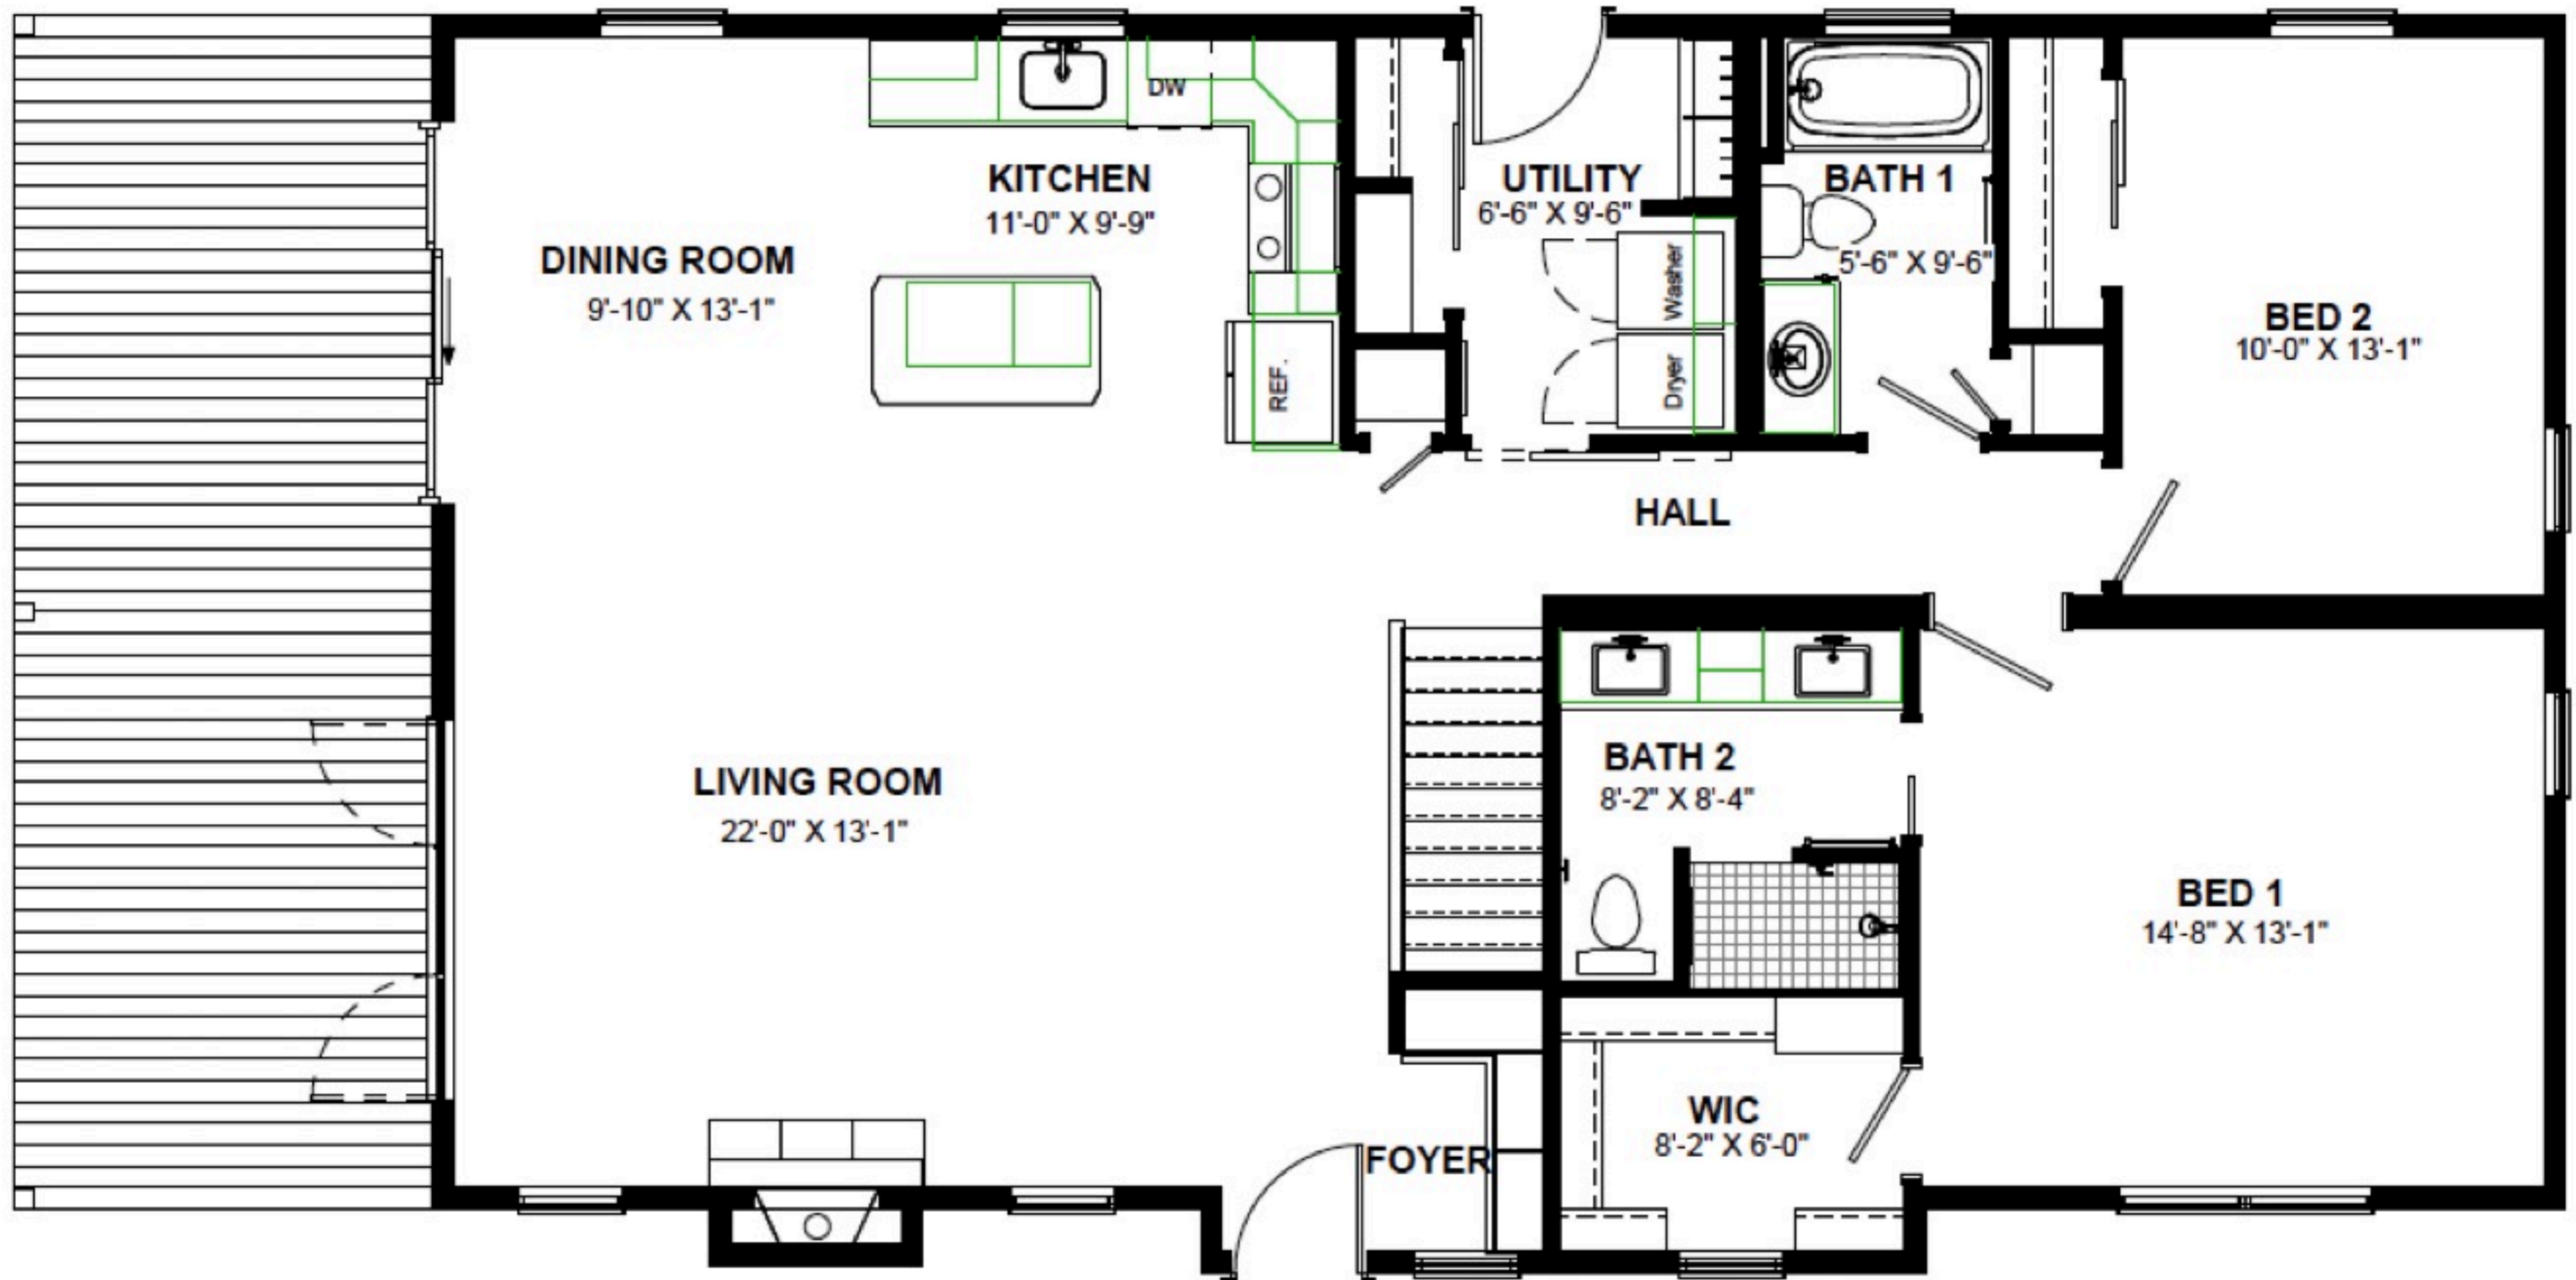 DW
KITCHEN
11'-0" X 9'-9"
UTILITY
6'-6" X 9'-6"
BATH 1
5'-6" X 9'-6"
DINING ROOM
9'-10" X 13'-1"
Washer
Dryer
REF.
BED 2
10'-0" X 13'-1"
HALL
LIVING ROOM
22'-0" X 13'-1"
BATH 2
8'-2" X 8'-4"
BED 1
14'-8" X 13'-1"
WIC
8'-2" X 6'-0"
FOYER